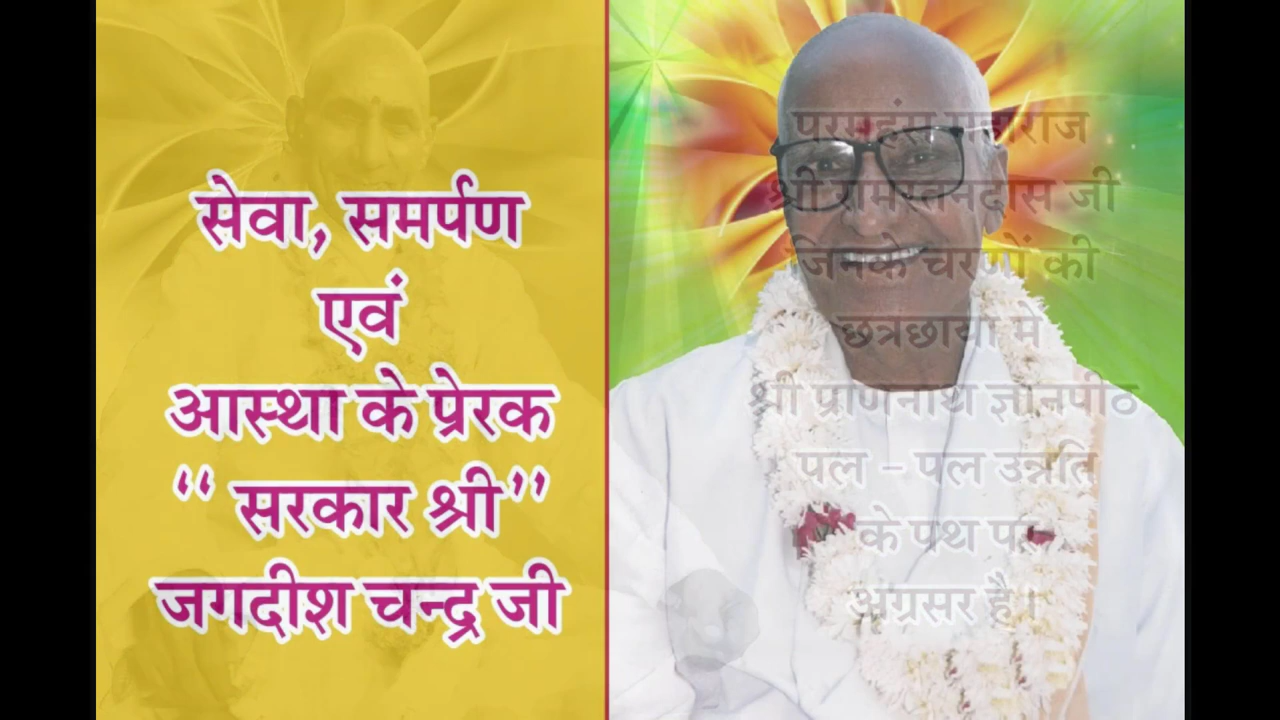 सेवा, समर्पण
एवं
आस्था के प्रेरक
“ सरकार श्री”
जगदीश चन्द्र जी
परमहंस महाराज
श्री रामरतनदास जी
जिनके चरणों की
छत्रछाया में
श्री प्राणनाथ ज्ञानपीठ
पल – पल उन्नति
के पथ पर
अग्रसर है।